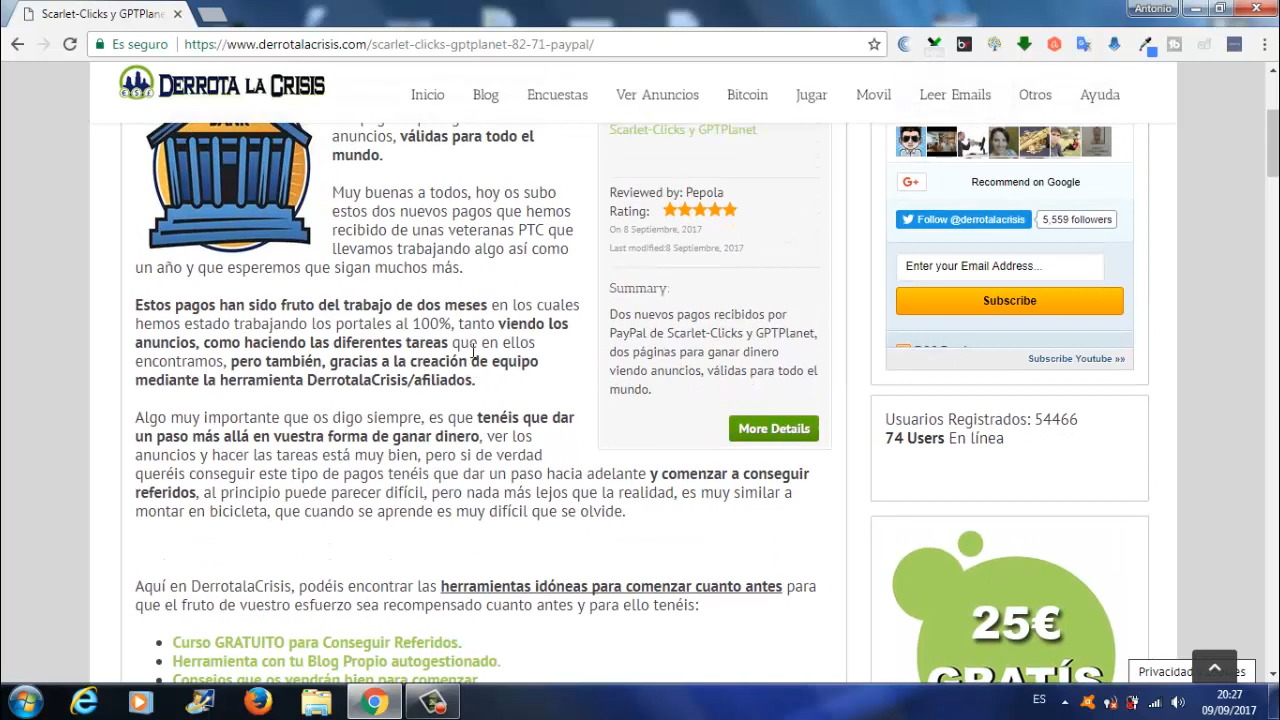 Scarlet-Clicks y GPTPlane
Antonio
Es seguro
https://www.derrotalacrisis.com/scarlet-clicks-gptplanet-82-71-paypal/
DERROTA LA CRISIS
Inicio
Blog
Encuestas
Ver Anuncios
Bitcoin
Jugar
Movil
Leer Emails
Otros
Ayuda
BANK
anuncios, válidas para todo el
mundo.
Muy buenas a todos, hoy os subo
estos dos nuevos pagos que hemos
recibido de unas veteranas PTC que
llevamos trabajando algo así como
un año y que esperemos que sigan muchos más.
Estos pagos han sido fruto del trabajo de dos meses en los cuales
hemos estado trabajando los portales al 100%, tanto viendo los
anuncios, como haciendo las diferentes tareas que en ellos
encontramos, pero también, gracias a la creación de equipo
mediante la herramienta DerrotalaCrisis/afiliados.
Algo muy importante que os digo siempre, es que tenéis que dar
un paso más allá en vuestra forma de ganar dinero, ver los
anuncios y hacer las tareas está muy bien, pero si de verdad
queréis conseguir este tipo de pagos tenéis que dar un paso hacia adelante y comenzar a conseguir
referidos, al principio puede parecer difícil, pero nada más lejos que la realidad, es muy similar a
montar en bicicleta, que cuando se aprende es muy difícil que se olvide.
Aquí en DerrotalaCrisis, podéis encontrar las herramientas idóneas para comenzar cuanto antes para
que el fruto de vuestro esfuerzo sea recompensado cuanto antes y para ello tenéis:
Curso GRATUITO para Conseguir Referidos.
Herramienta con tu Blog Propio autogestionado.
Consejos que os vendrán bien para comenzar
Scarlet-Clicks y GPTPlanet
Reviewed by: Pepola
Rating:
On 8 Septiembre, 2017
Last modified:8 Septiembre, 2017
Summary:
Dos nuevos pagos recibidos por
PayPal de Scarlet-Clicks y GPTPlanet,
dos páginas para ganar dinero
viendo anuncios, válidas para todo el
mundo.
More Details
G+
Recommend on Google
Follow @derrotalacrisis
5,559 followers
Enter your Email Address...
Subscribe
Subscribe Youtube »»
Usuarios Registrados: 54466
74 Users En línea
25€
GRATÍS
Privacidad y Cookies
ES
20:27
09/09/2017